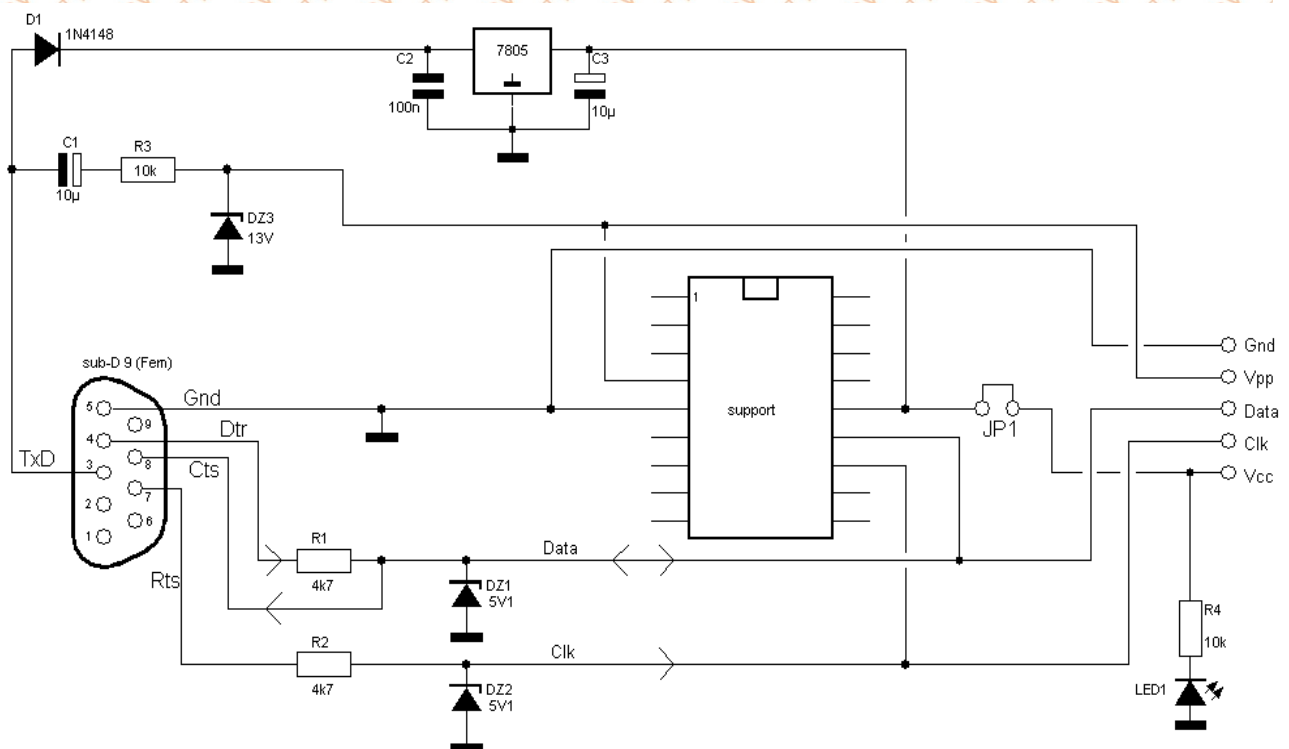 D1
1N4148
C2
100n
7805
C3
10µ
C1
10µ
R3
10k
DZ3
13V
1
support
sub-D 9 (Fem)
5
9
4
8
3
7
2
6
1
TxD
Gnd
Dtr
Cts
Rts
R1
4k7
Data
DZ1
5V1
R2
4k7
Clk
DZ2
5V1
JP1
Gnd
Vpp
Data
Clk
Vcc
R4
10k
LED1